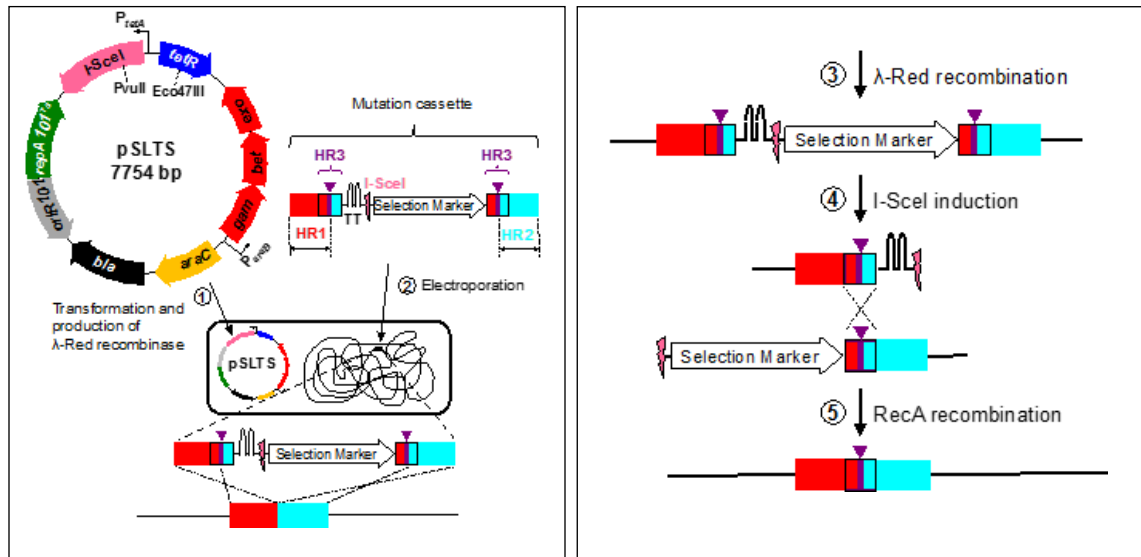 P tetA
I-SceI
tetR
PvuII
Eco47III
exo
repA 101 Ts
bet
pSLTS
7754 bp
gam
oriR101
bla
araC
P araB
Mutation cassette
HR3
HR3
I-SceI
Selection Marker
TT
HR1
HR2
①
② Electroporation
Transformation and
production of
λ-Red recombinase
pSLTS
Selection Marker
③ λ-Red recombination
Selection Marker
④ I-SceI induction
Selection Marker
⑤ RecA recombination